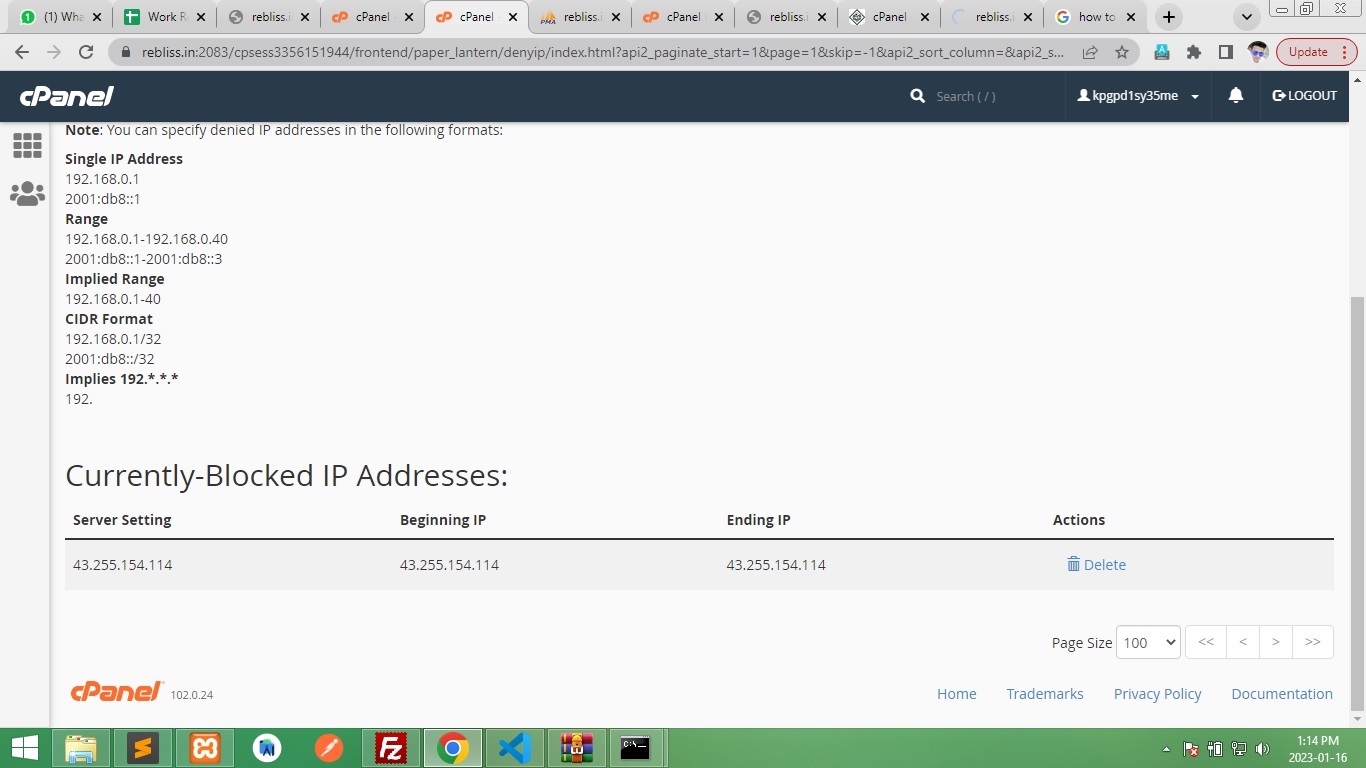 (1) Wha
Work R
rebliss.i
cPanel
cPanel
rebliss.i
cPanel
rebliss.i
cPanel
rebliss.i
how to
rebliss.in:2083/cpsess3356151944/frontend/paper_lantern/denyip/index.html?api2_paginate_start=1&page=1&skip=-1&api2_sort_column=&api2_s...
Update
cPanel
Search ( / )
kpgpd1sy35me
LOGOUT
Note: You can specify denied IP addresses in the following formats:
Single IP Address
192.168.0.1
2001:db8::1
Range
192.168.0.1-192.168.0.40
2001:db8::1-2001:db8::3
Implied Range
192.168.0.1-40
CIDR Format
192.168.0.1/32
2001:db8::/32
Implies 192.*.*.*
192.
Currently-Blocked IP Addresses:
Server Setting Beginning IP Ending IP Actions
43.255.154.114 43.255.154.114 43.255.154.114 Delete
Page Size 100 << < > >>
cPanel 102.0.24 Home Trademarks Privacy Policy Documentation
1:14 PM
2023-01-16